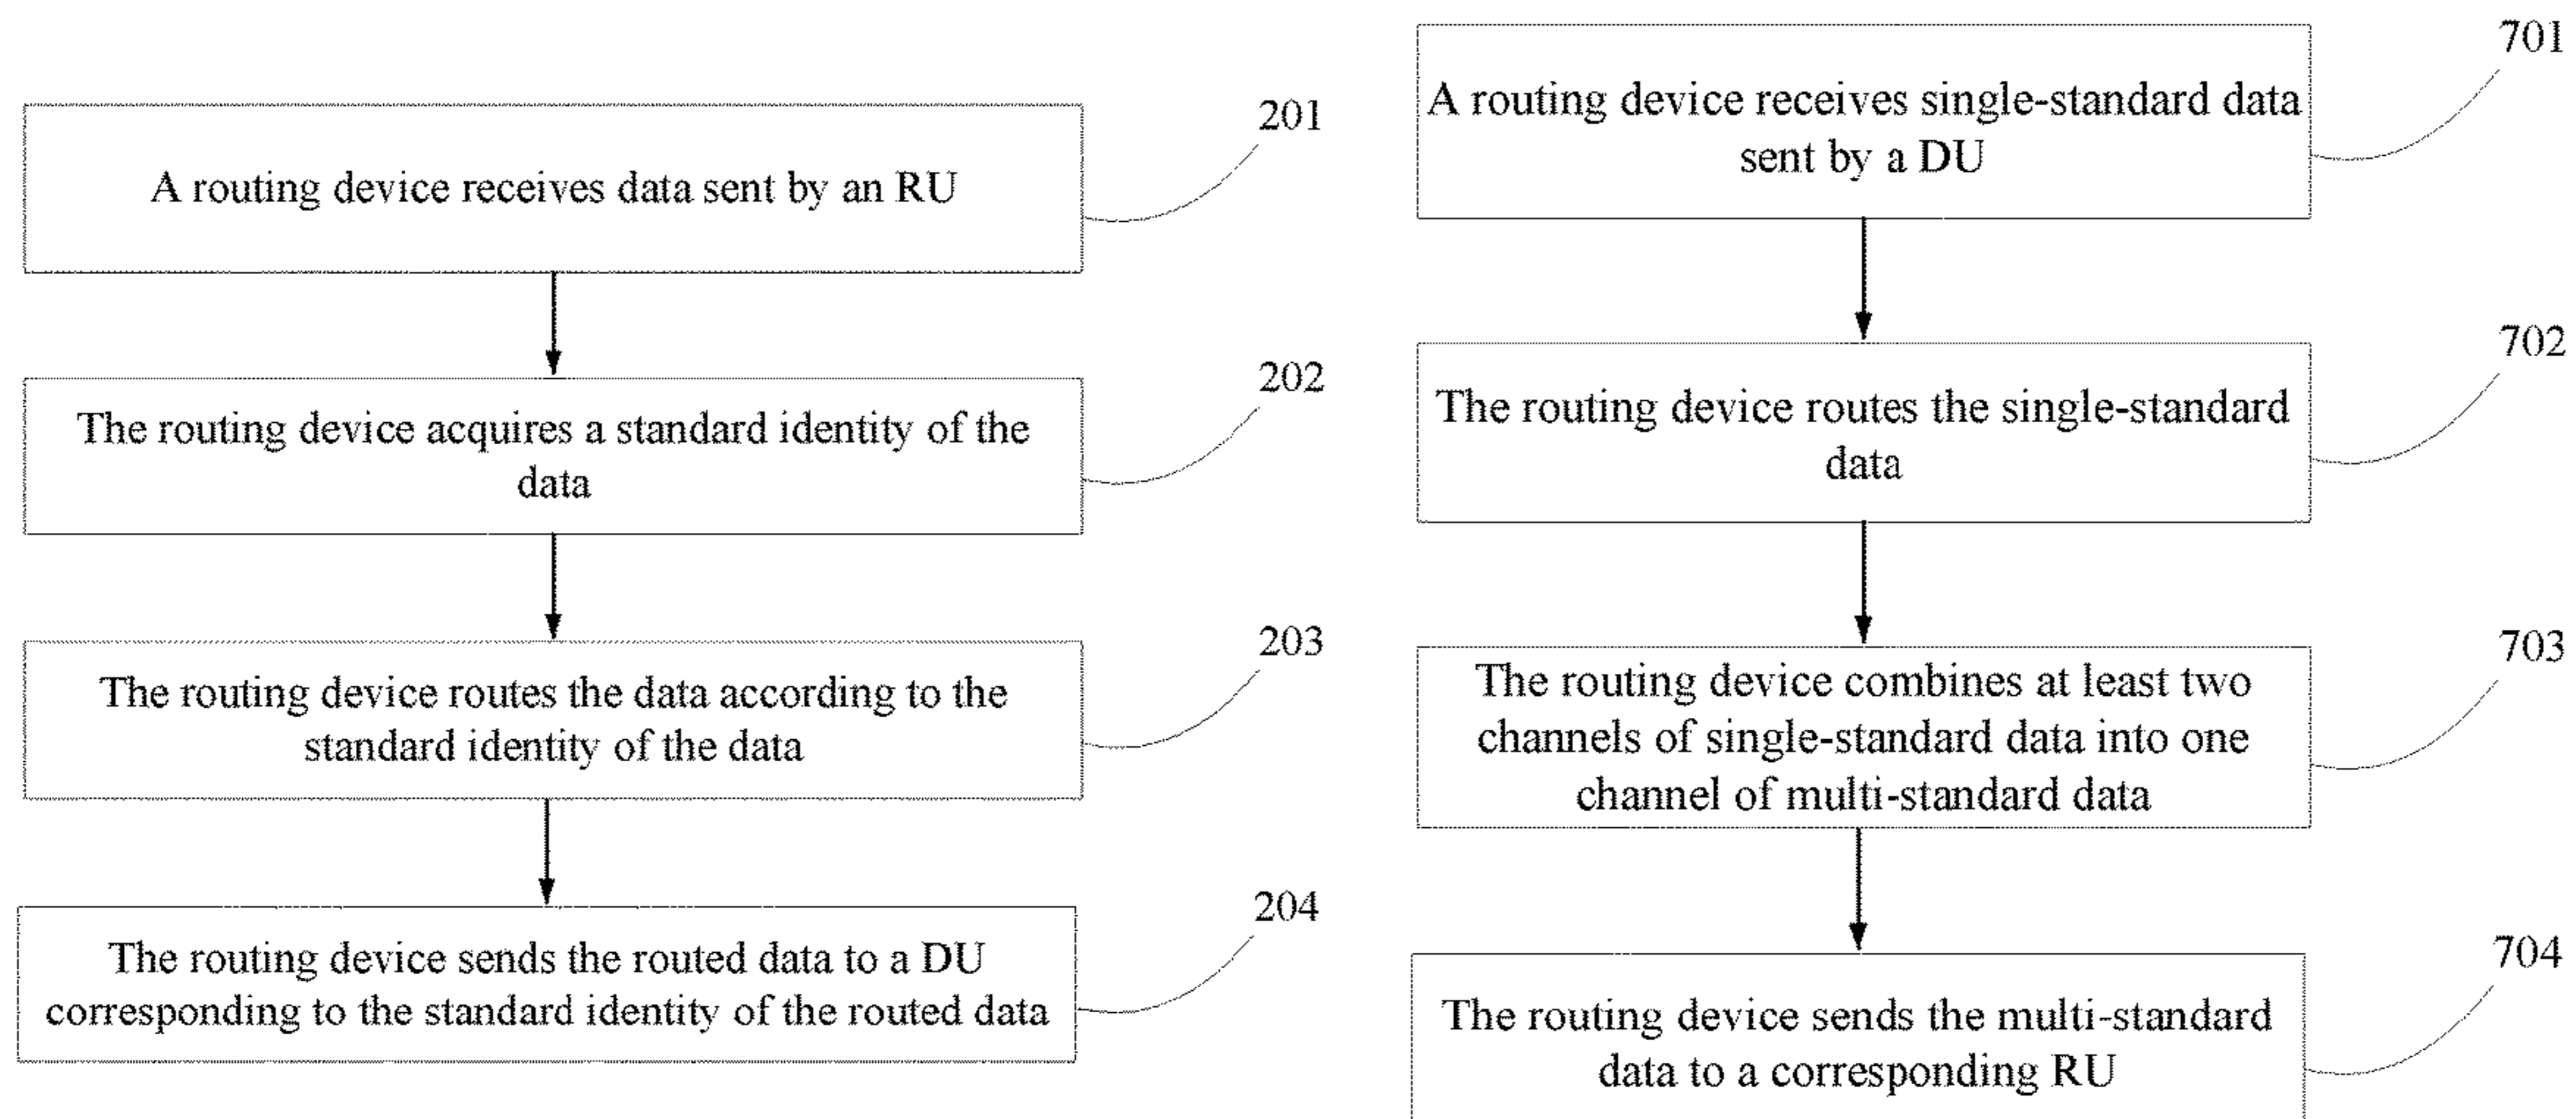 201
A routing device receives data sent by an RU
202
The routing device acquires a standard identity of the
data
203
The routing device routes the data according to the
standard identity of the data
204
The routing device sends the routed data to a DU
corresponding to the standard identity of the routed data
701
A routing device receives single-standard data
sent by a DU
702
The routing device routes the single-standard
data
703
The routing device combines at least two
channels of single-standard data into one
channel of multi-standard data
704
The routing device sends the multi-standard
data to a corresponding RU